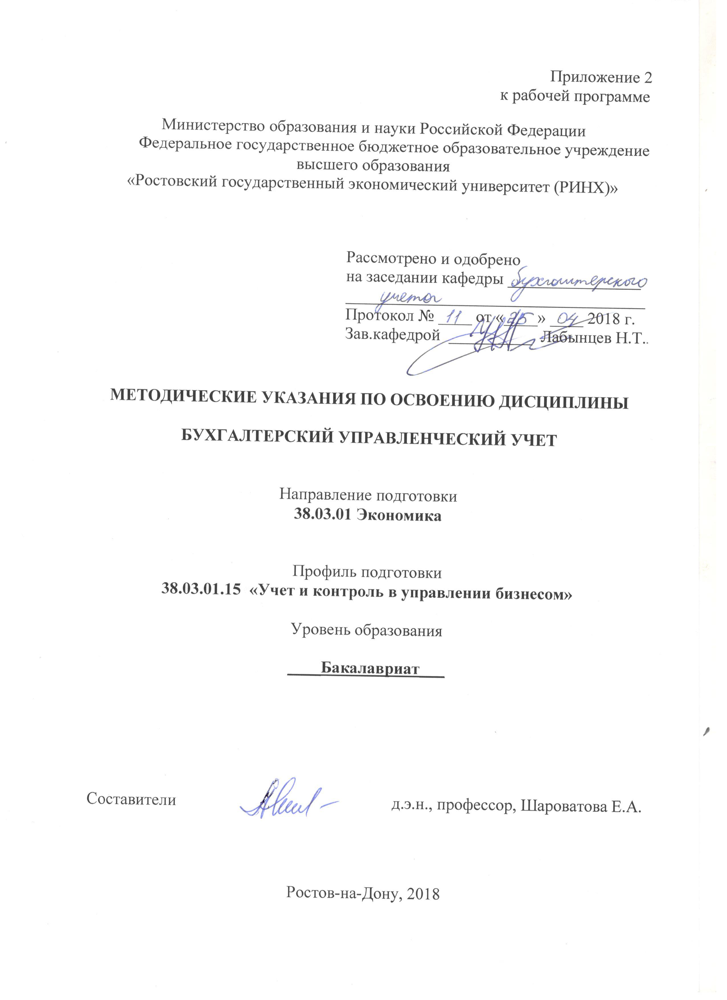 Приложение 2
к рабочей программе
Министерство образования и науки Российской Федерации
Федеральное государственное бюджетное образовательное учреждение
высшего образования
«Ростовский государственный экономический университет (РИНХ)»
Рассмотрено и одобрено
на заседании кафедры бухгалтерского
учета
Протокол № 11 от «25» 04 2018 г.
Зав.кафедрой Лабынцев Н.Т..
МЕТОДИЧЕСКИЕ УКАЗАНИЯ ПО ОСВОЕНИЮ ДИСЦИПЛИНЫ
БУХГАЛТЕРСКИЙ УПРАВЛЕНЧЕСКИЙ УЧЕТ
Направление подготовки
38.03.01 Экономика
Профиль подготовки
38.03.01.15 «Учет и контроль в управлении бизнесом»
Уровень образования
Бакалавриат
Составители д.э.н., профессор, Шароватова Е.А.
Ростов-на-Дону, 2018